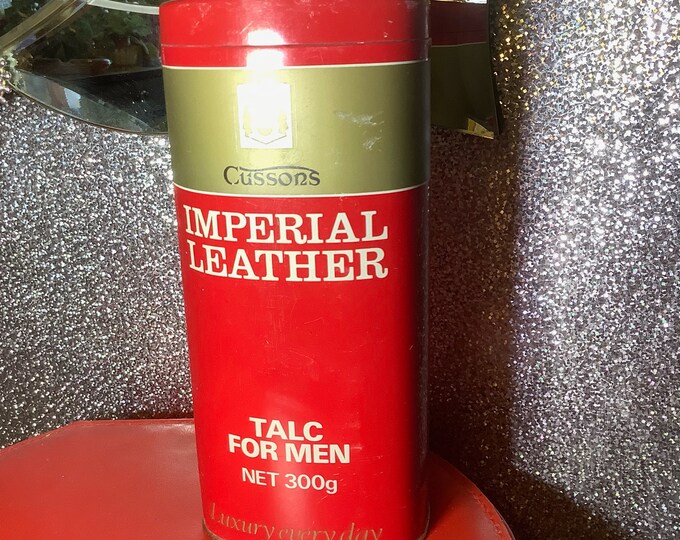 Cussons
IMPERIAL
LEATHER
TALC
FOR MEN
NET 300g
Luxury every day